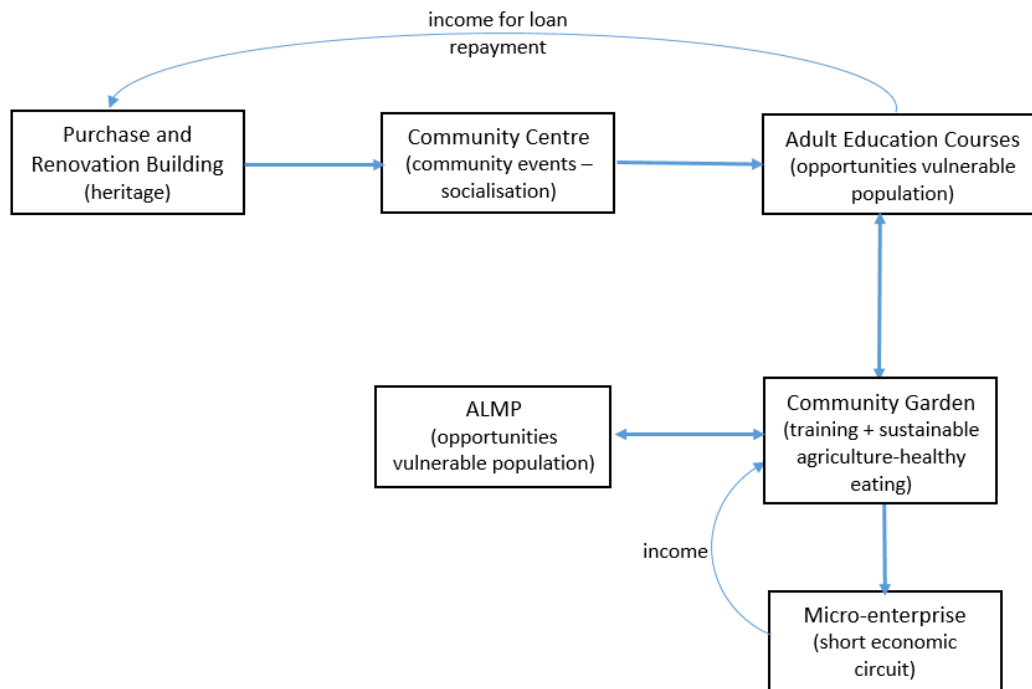 income for loan
repayment
Purchase and
Renovation Building
(heritage)
Community Centre
(community events –
socialisation)
Adult Education Courses
(opportunities vulnerable
population)
ALMP
(opportunities
vulnerable population)
Community Garden
(training + sustainable
agriculture-healthy
eating)
income
Micro-enterprise
(short economic
circuit)